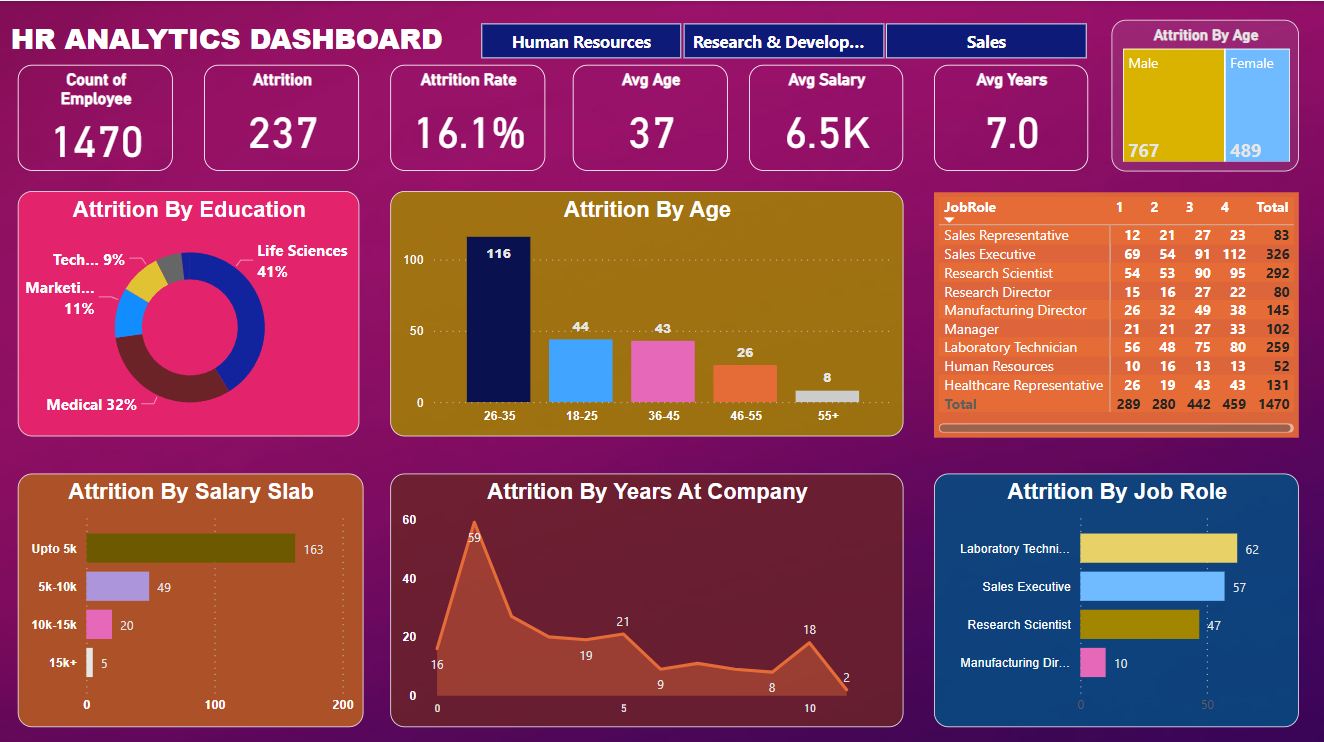 HR ANALYTICS DASHBOARD
Human Resources
Research & Develop...
Sales
Attrition By Age
Male
Female
767
489
Count of
Employee
1470
Attrition
237
Attrition Rate
16.1%
Avg Age
37
Avg Salary
6.5K
Avg Years
7.0
Attrition By Education
Life Sciences
41%
Tech... 9%
Marketi...
11%
Medical 32%
Attrition By Age
100
50
0
116
44
43
26
8
26-35
18-25
36-45
46-55
55+
JobRole 1 2 3 4 Total
Sales Representative 12 21 27 23 83
Sales Executive 69 54 91 112 326
Research Scientist 54 53 90 95 292
Research Director 15 16 27 22 80
Manufacturing Director 26 32 49 38 145
Manager 21 21 27 33 102
Laboratory Technician 56 48 75 80 259
Human Resources 10 16 13 13 52
Healthcare Representative 26 19 43 43 131
Total 289 280 442 459 1470
Attrition By Salary Slab
Upto 5k 163
5k-10k 49
10k-15k 20
15k+ 5
0 100 200
Attrition By Years At Company
60
40
20
0
16
59
19
21
9
8
18
2
0 5 10
Attrition By Job Role
Laboratory Techni... 62
Sales Executive 57
Research Scientist 47
Manufacturing Dir... 10
0 50